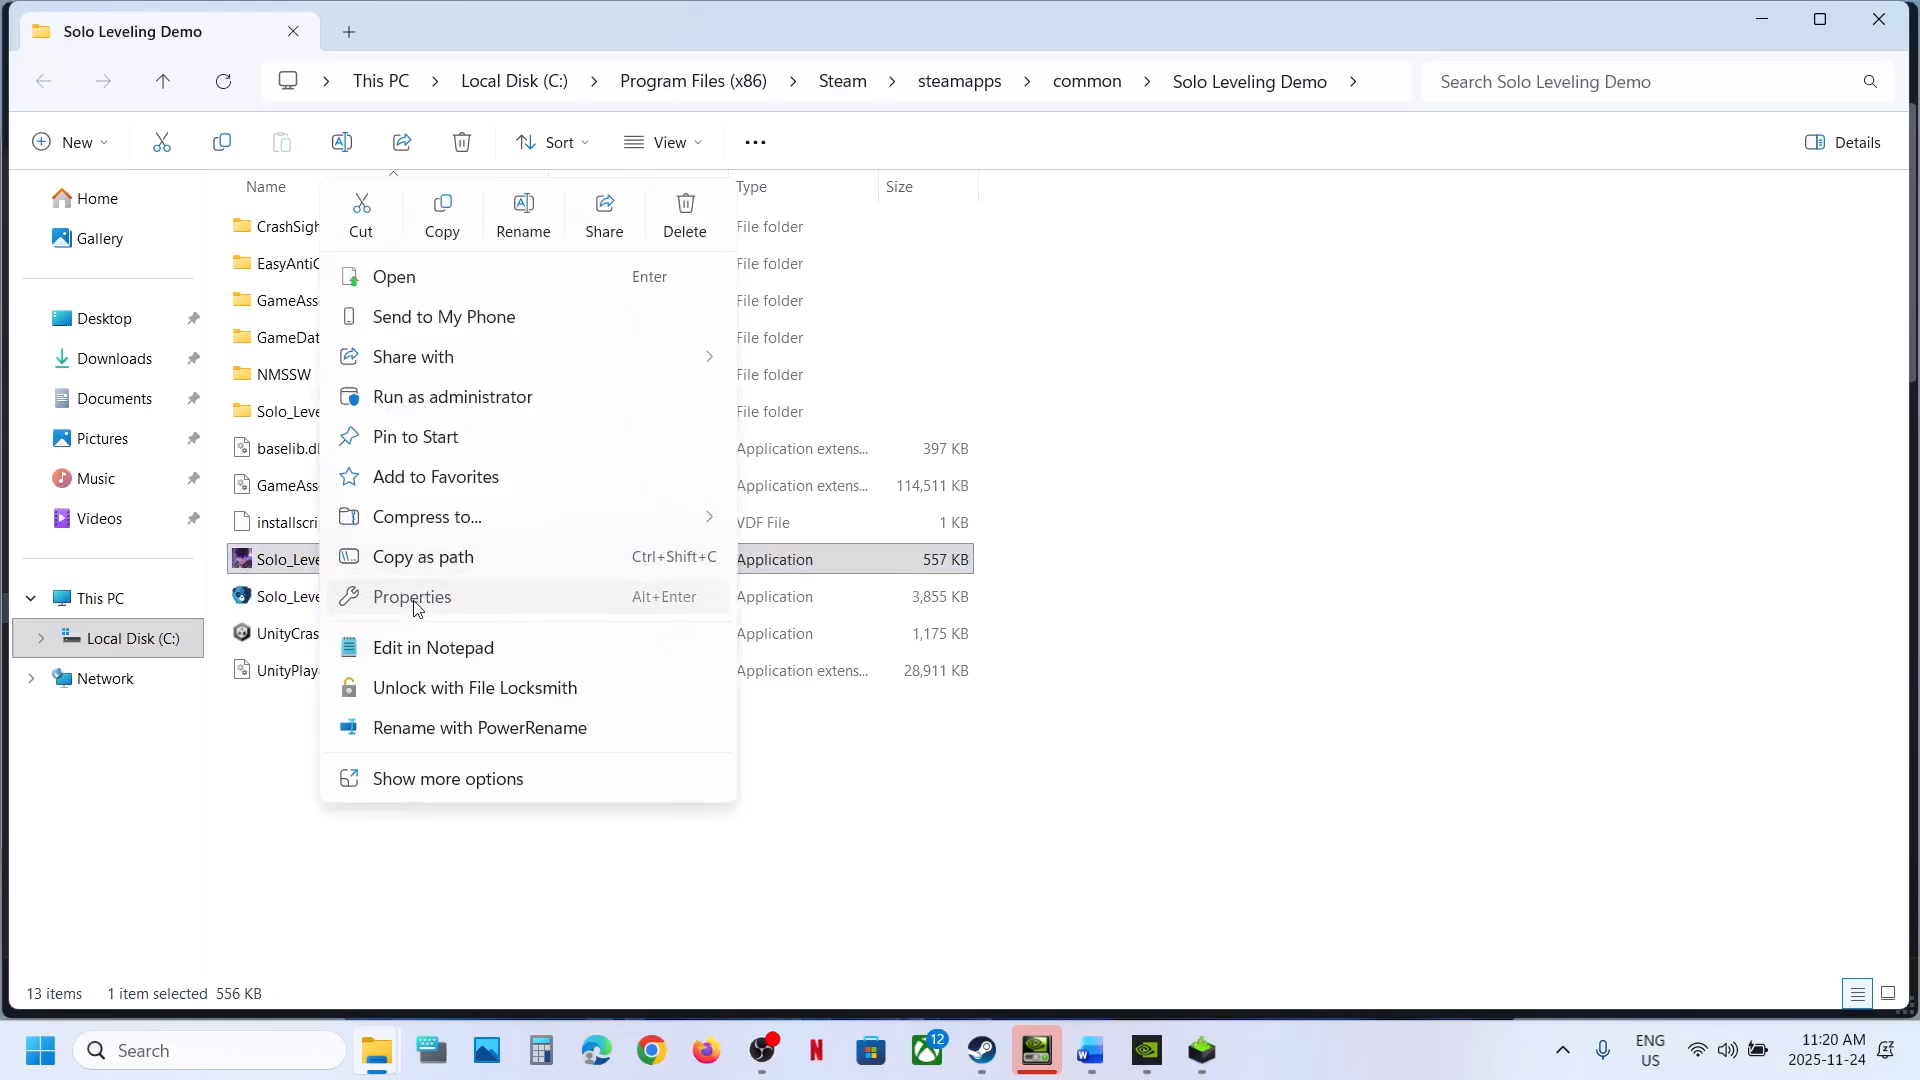 Solo Leveling Demo
This PC
Local Disk (C:)
Program Files (x86)
Steam
steamapps
common
Solo Leveling Demo
Search Solo Leveling Demo
New
Sort
View
Details
Home
Gallery
Desktop
Downloads
Documents
Pictures
Music
Videos
This PC
Local Disk (C:)
Network
Name
Type
Size
CrashSigh
File folder
EasyAntiC
File folder
GameAss
File folder
GameDat
File folder
NMSSW
File folder
Solo_Leve
File folder
baselib.dl
Application extens...
397 KB
GameAss
Application extens...
114,511 KB
installscri
VDF File
1 KB
Solo_Leve
Application
557 KB
Solo_Leve
Application
3,855 KB
UnityCras
Application
1,175 KB
UnityPlay
Application extens...
28,911 KB
Cut
Copy
Rename
Share
Delete
Open
Enter
Send to My Phone
Share with
Run as administrator
Pin to Start
Add to Favorites
Compress to...
Copy as path
Ctrl+Shift+C
Properties
Alt+Enter
Edit in Notepad
Unlock with File Locksmith
Rename with PowerRename
Show more options
13 items
1 item selected 556 KB
Search
12
ENG
US
11:20 AM
2025-11-24